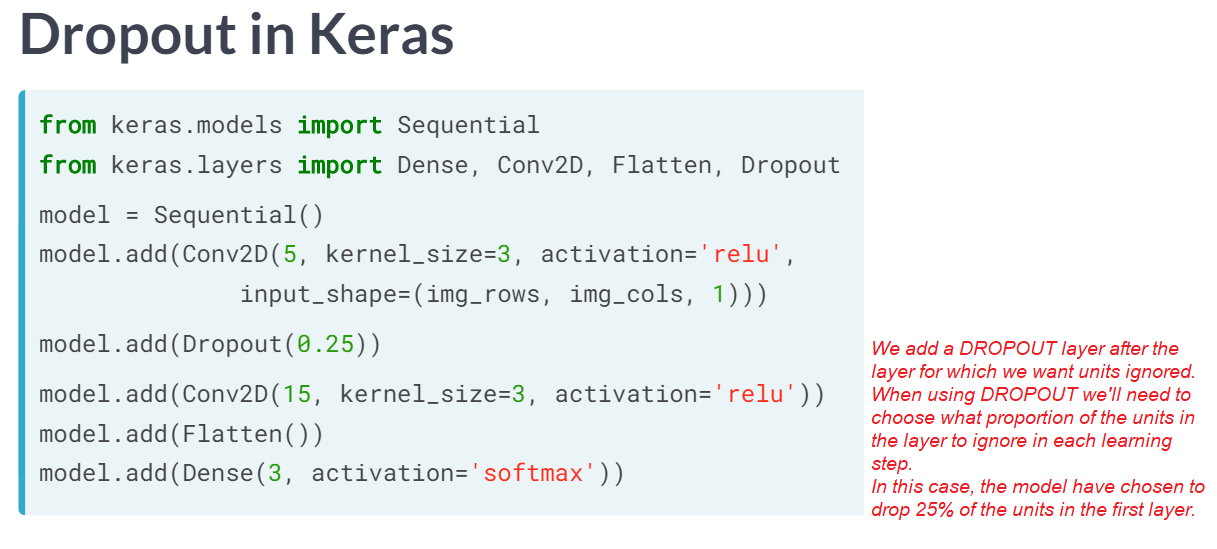 Dropout in Keras
from keras.models import Sequential
from keras.layers import Dense, Conv2D, Flatten, Dropout
model = Sequential()
model.add(Conv2D(5, kernel_size=3, activation='relu',
              input_shape=(img_rows, img_cols, 1)))
model.add(Dropout(0.25))
model.add(Conv2D(15, kernel_size=3, activation='relu'))
model.add(Flatten())
model.add(Dense(3, activation='softmax'))
We add a DROPOUT layer after the
layer for which we want units ignored.
When using DROPOUT we'll need to
choose what proportion of the units in
the layer to ignore in each learning
step.
In this case, the model have chosen to
drop 25% of the units in the first layer.